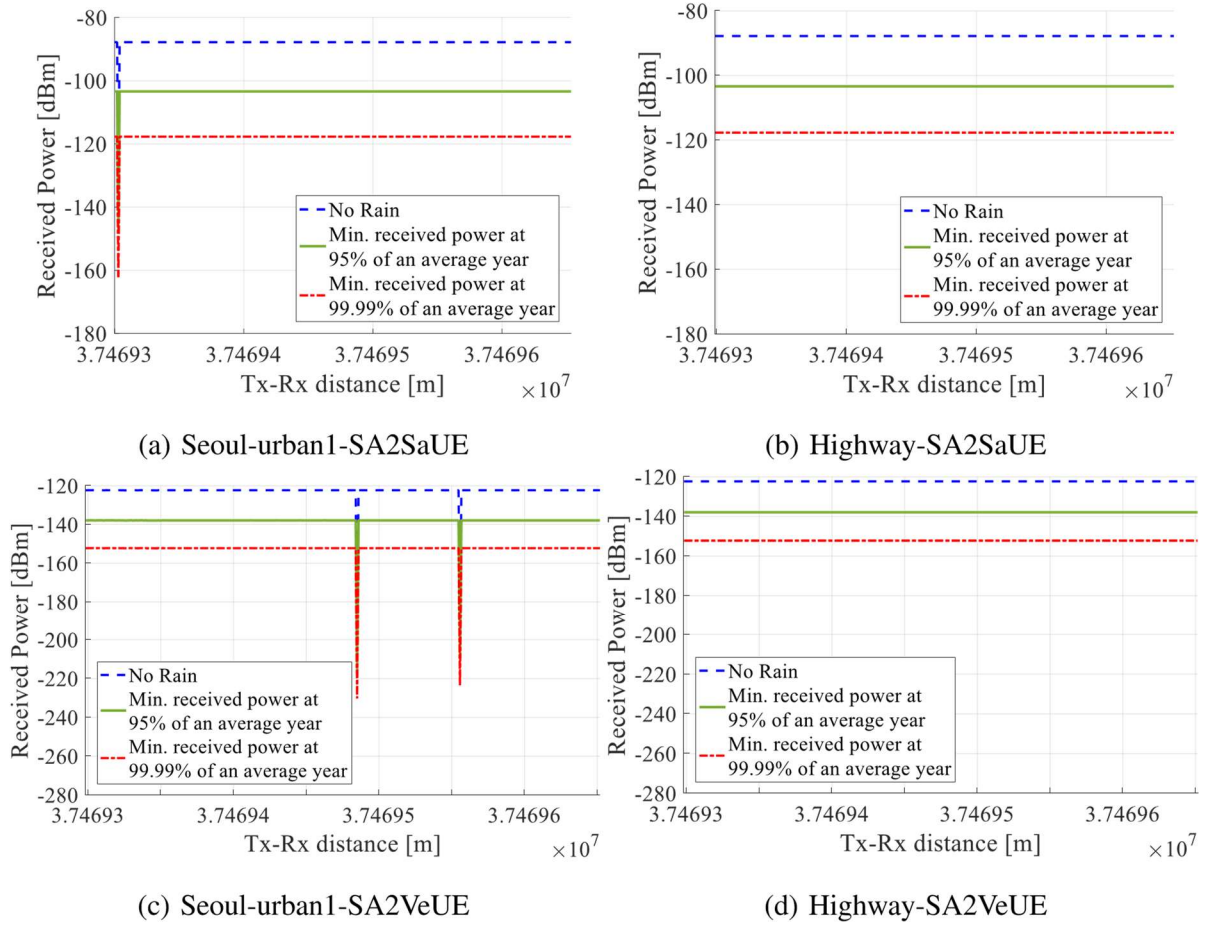 -80
-100
-120
-140
-160
-180
Received Power [dBm]
No Rain
Min. received power at
95% of an average year
Min. received power at
99.99% of an average year
3.74693 3.74694 3.74695 3.74696
Tx-Rx distance [m]
×10^7
(a) Seoul-urban1-SA2SaUE
-80
-100
-120
-140
-160
-180
Received Power [dBm]
No Rain
Min. received power at
95% of an average year
Min. received power at
99.99% of an average year
3.74693 3.74694 3.74695 3.74696
Tx-Rx distance [m]
×10^7
(b) Highway-SA2SaUE
-120
-140
-160
-180
-200
-220
-240
-260
-280
Received Power [dBm]
No Rain
Min. received power at
95% of an average year
Min. received power at
99.99% of an average year
3.74693 3.74694 3.74695 3.74696
Tx-Rx distance [m]
×10^7
(c) Seoul-urban1-SA2VeUE
-120
-140
-160
-180
-200
-220
-240
-260
-280
Received Power [dBm]
No Rain
Min. received power at
95% of an average year
Min. received power at
99.99% of an average year
3.74693 3.74694 3.74695 3.74696
Tx-Rx distance [m]
×10^7
(d) Highway-SA2VeUE